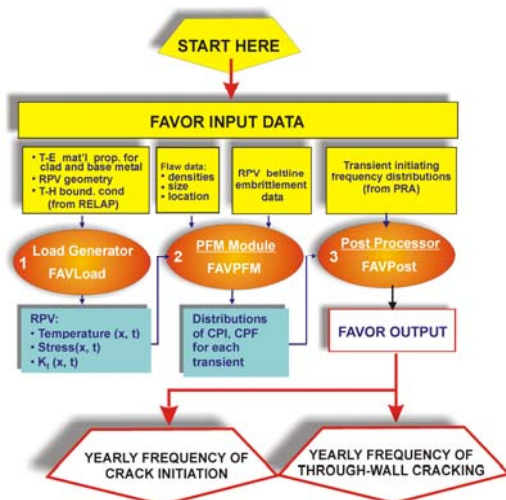 START HERE
FAVOR INPUT DATA
• T-E mat'l prop. for
clad and base metal
• RPV geometry
• T-H bound. cond
(from RELAP)
Flaw data:
• densities
• size
• location
RPV beltline
embrittlement
data
Transient initiating
frequency distributions
(from PRA)
1
Load Generator
FAVLoad
2
PFM Module
FAVPFM
3
Post Processor
FAVPost
RPV:
• Temperature (x, t)
• Stress(x, t)
• KI (x, t)
Distributions
of CPI, CPF
for each
transient
FAVOR OUTPUT
YEARLY FREQUENCY OF
CRACK INITIATION
YEARLY FREQUENCY OF
THROUGH-WALL CRACKING